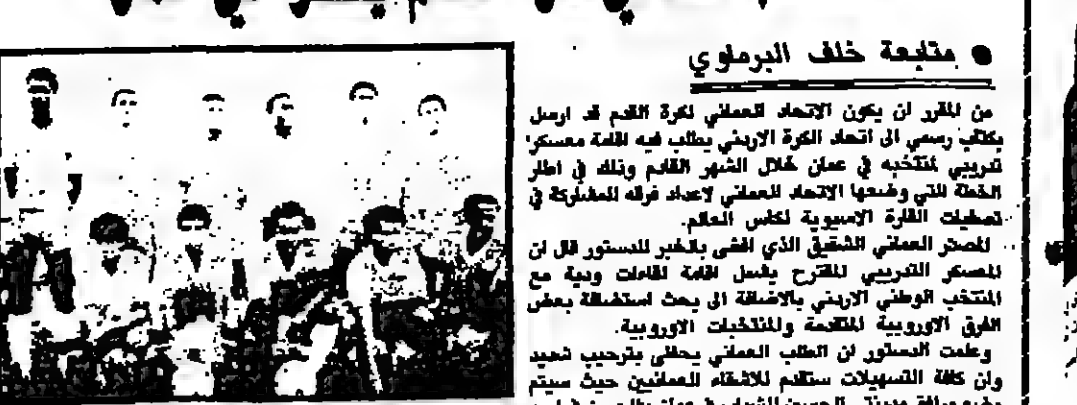 ● متابعة خلف البرماوي
من المقرر ان يكون الاتحاد العماني لكرة القدم قد ارسل
بكتاب رسمي الى اتحاد الكرة الاردني يطلب فيه اقامة معسكر
تدريبي لمنتخبه في عمان خلال الشهر القادم وذلك في اطار
الخطة التي وضعها الاتحاد العماني لاعداد فرقه للمشاركة في
تصفيات القارة الاسيوية لكاس العالم.
المصدر العماني الشقيق الذي افضى بالخبر للدستور قال ان
المعسكر التدريبي المقترح يشمل اقامة لقاءات ودية مع
المنتخب الوطني الاردني بالاضافة الى بحث استضافة بعض
الفرق الاوروبية المتقدمة والمنتخبات الاوروبية.
وعلمت الدستور ان الطلب العماني يحظى بترحيب شديد
وان كافة التسهيلات ستقدم للاشقاء العمانيين حيث سيتم